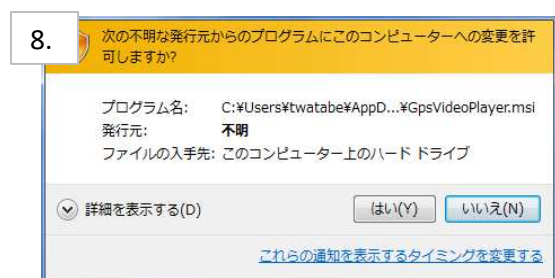 8.
次の不明な発行元からのプログラムにこのコンピューターへの変更を許
可しますか?
プログラム名: C:¥Users¥twatabe¥AppD...¥GpsVideoPlayer.msi
発行元: 不明
ファイルの入手先: このコンピューター上のハード ドライブ
詳細を表示する(D) はい(Y) いいえ(N)
これらの通知を表示するタイミングを変更する